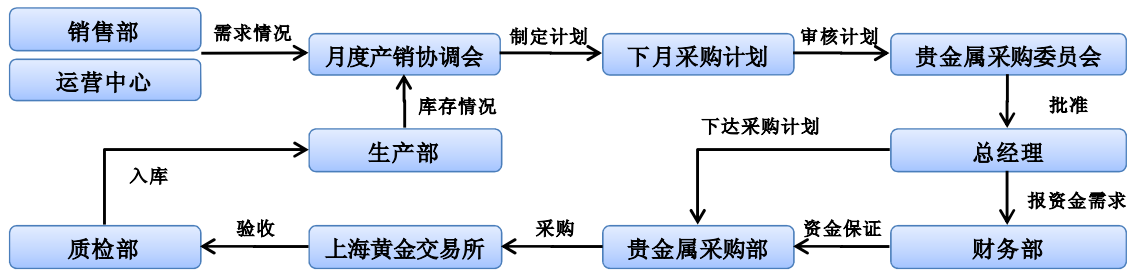 销售部
需求情况
月度产销协调会
制定计划
下月采购计划
审核计划
贵金属采购委员会
运营中心
库存情况
批准
下达采购计划
生产部
总经理
入库
报资金需求
质检部
验收
上海黄金交易所
采购
贵金属采购部
资金保证
财务部